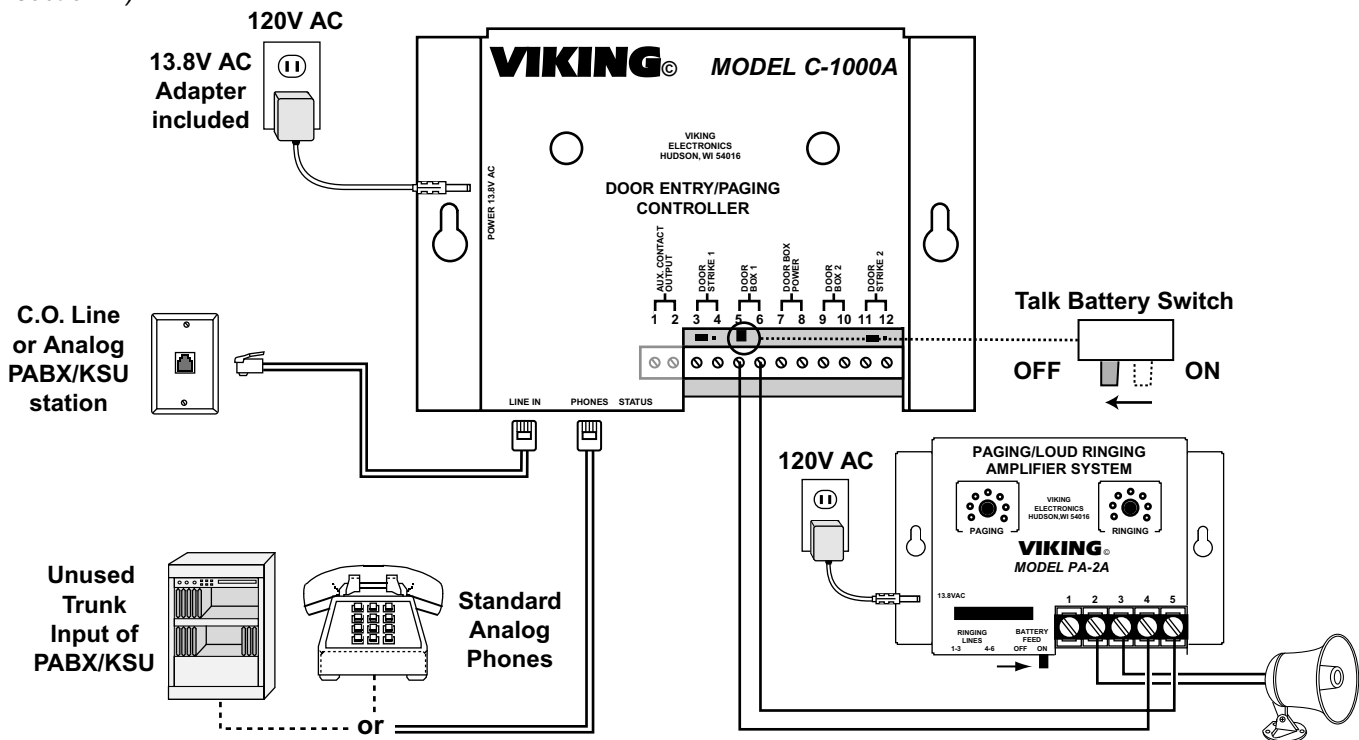 120V AC
13.8V AC
Adapter
included
VIKING© MODEL C-1000A
VIKING
ELECTRONICS
HUDSON, WI 54016
DOOR ENTRY/PAGING
CONTROLLER
POWER 13.8V AC
AUX. CONTACT
OUTPUT
DOOR
STRIKE 1
DOOR
BOX 1
DOOR BOX
POWER
DOOR
BOX 2
DOOR
STRIKE 2
1 2 3 4 5 6 7 8 9 10 11 12
LINE IN PHONES STATUS
Talk Battery Switch
OFF ON
C.O. Line
or Analog
PABX/KSU
station
Unused
Trunk
Input of
PABX/KSU
Standard
Analog
Phones
or
120V AC
PAGING/LOUD RINGING
AMPLIFIER SYSTEM
PAGING
VIKING
ELECTRONICS
HUDSON,WI 54016
RINGING
VIKING©
MODEL PA-2A
13.8VAC
RINGING
LINES
1-3 4-6
BATTERY
FEED
OFF ON
1 2 3 4 5